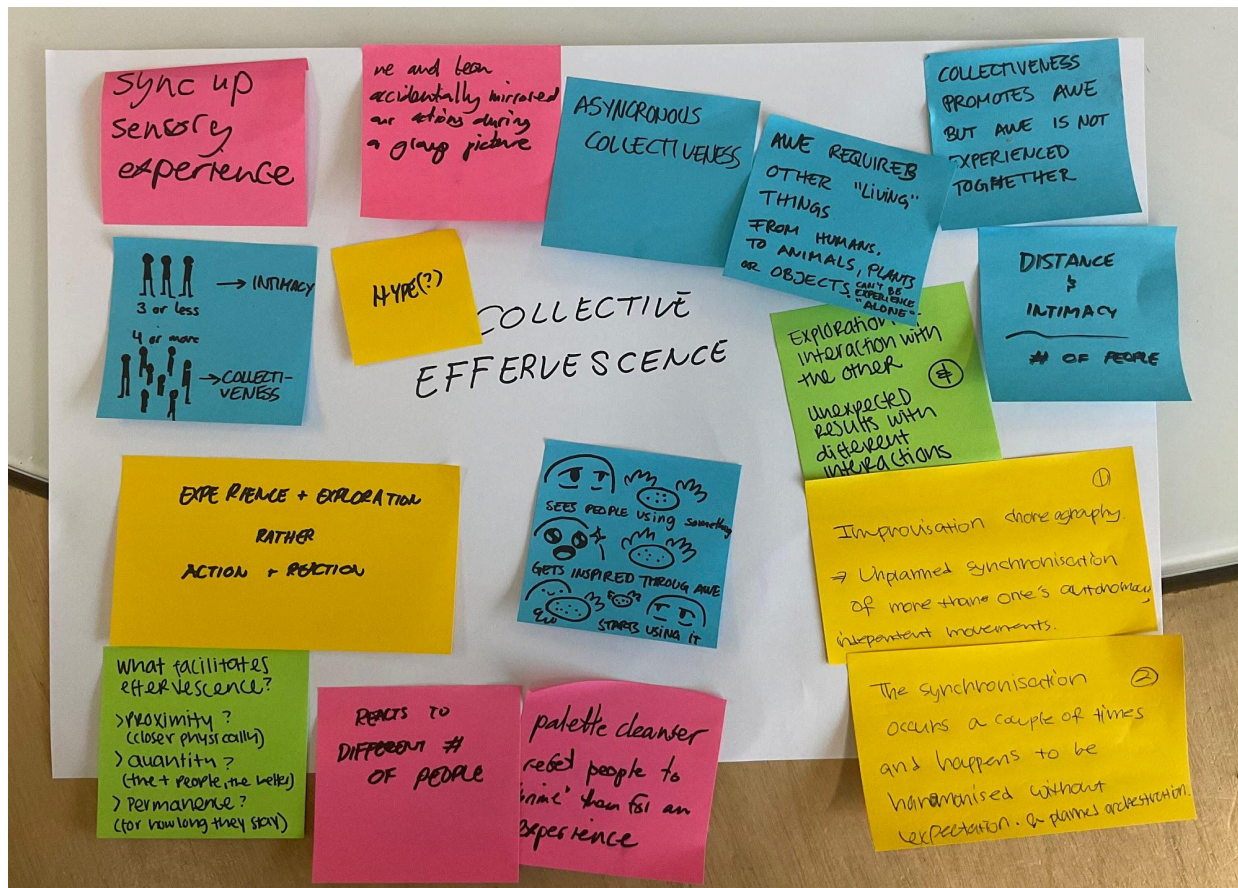 Sync up
sensory
experience
me and leon
accidentally mirrored
our actions during
a group picture
ASYNCRONOUS
COLLECTIVENESS
AWE REQUIRES
OTHER "LIVING"
THINGS
FROM HUMANS,
TO ANIMALS, PLANTS
OR OBJECTS. CAN'T BE
EXPERIENCE
"ALONE".
COLLECTIVENESS
PROMOTES AWE
BUT AWE IS NOT
EXPERIENCED
TOGHETHER
→ INTIMACY
3 or less
4 or more
→ COLLECTI-
VENESS
HYPE(?)
COLLECTIVE
EFFERVESCENCE
DISTANCE
&
INTIMACY
# OF PEOPLE
Exploration
interaction with
the other
&
unexpected
results with
different
interactions
EXPERIENCE + EXPLORATION
RATHER
ACTION + REACTION
SEES PEOPLE USING something
GETS INSPIRED THROUG AWE
STARTS USING IT
1
Improvisation choreography.
⇒ Unplanned synchronisation
of more than one's autonomous,
independent movements.
2
The synchronisation
occurs a couple of times
and happens to be
harmonised without
expectation. & planned orchestration.
What facilitates
effervescence?
> Proximity?
(closer physically)
> Quantity?
(the + people, the better)
> Permanence?
(for how long they stay)
REACTS TO
DIFFERENT #
OF PEOPLE
palette cleanser
reset people to
"prime" them for an
experience